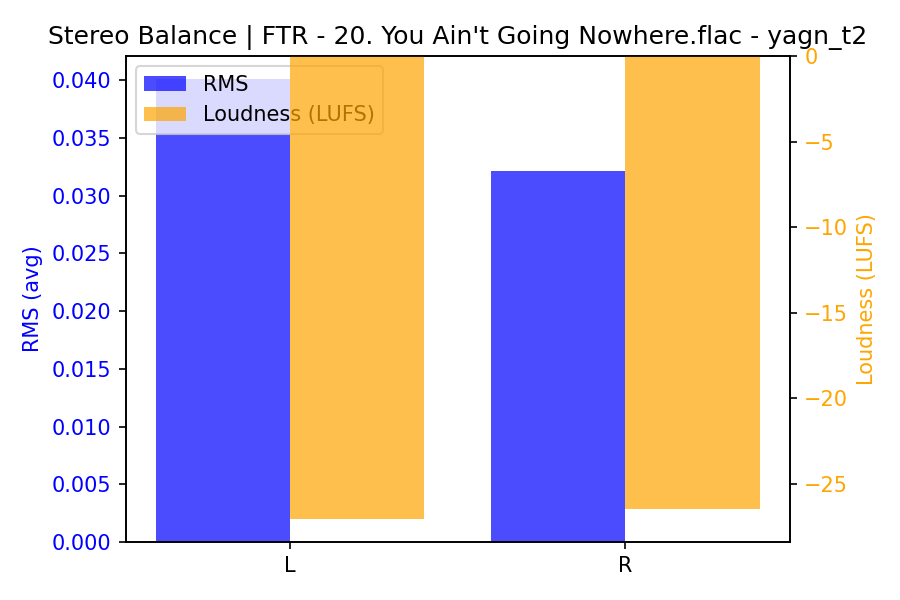 Stereo Balance | FTR - 20. You Ain't Going Nowhere.flac - yagn_t2
RMS
Loudness (LUFS)
RMS (avg)
0.040
0.035
0.030
0.025
0.020
0.015
0.010
0.005
0.000
L
R
0
−5
−10
−15
−20
−25
Loudness (LUFS)